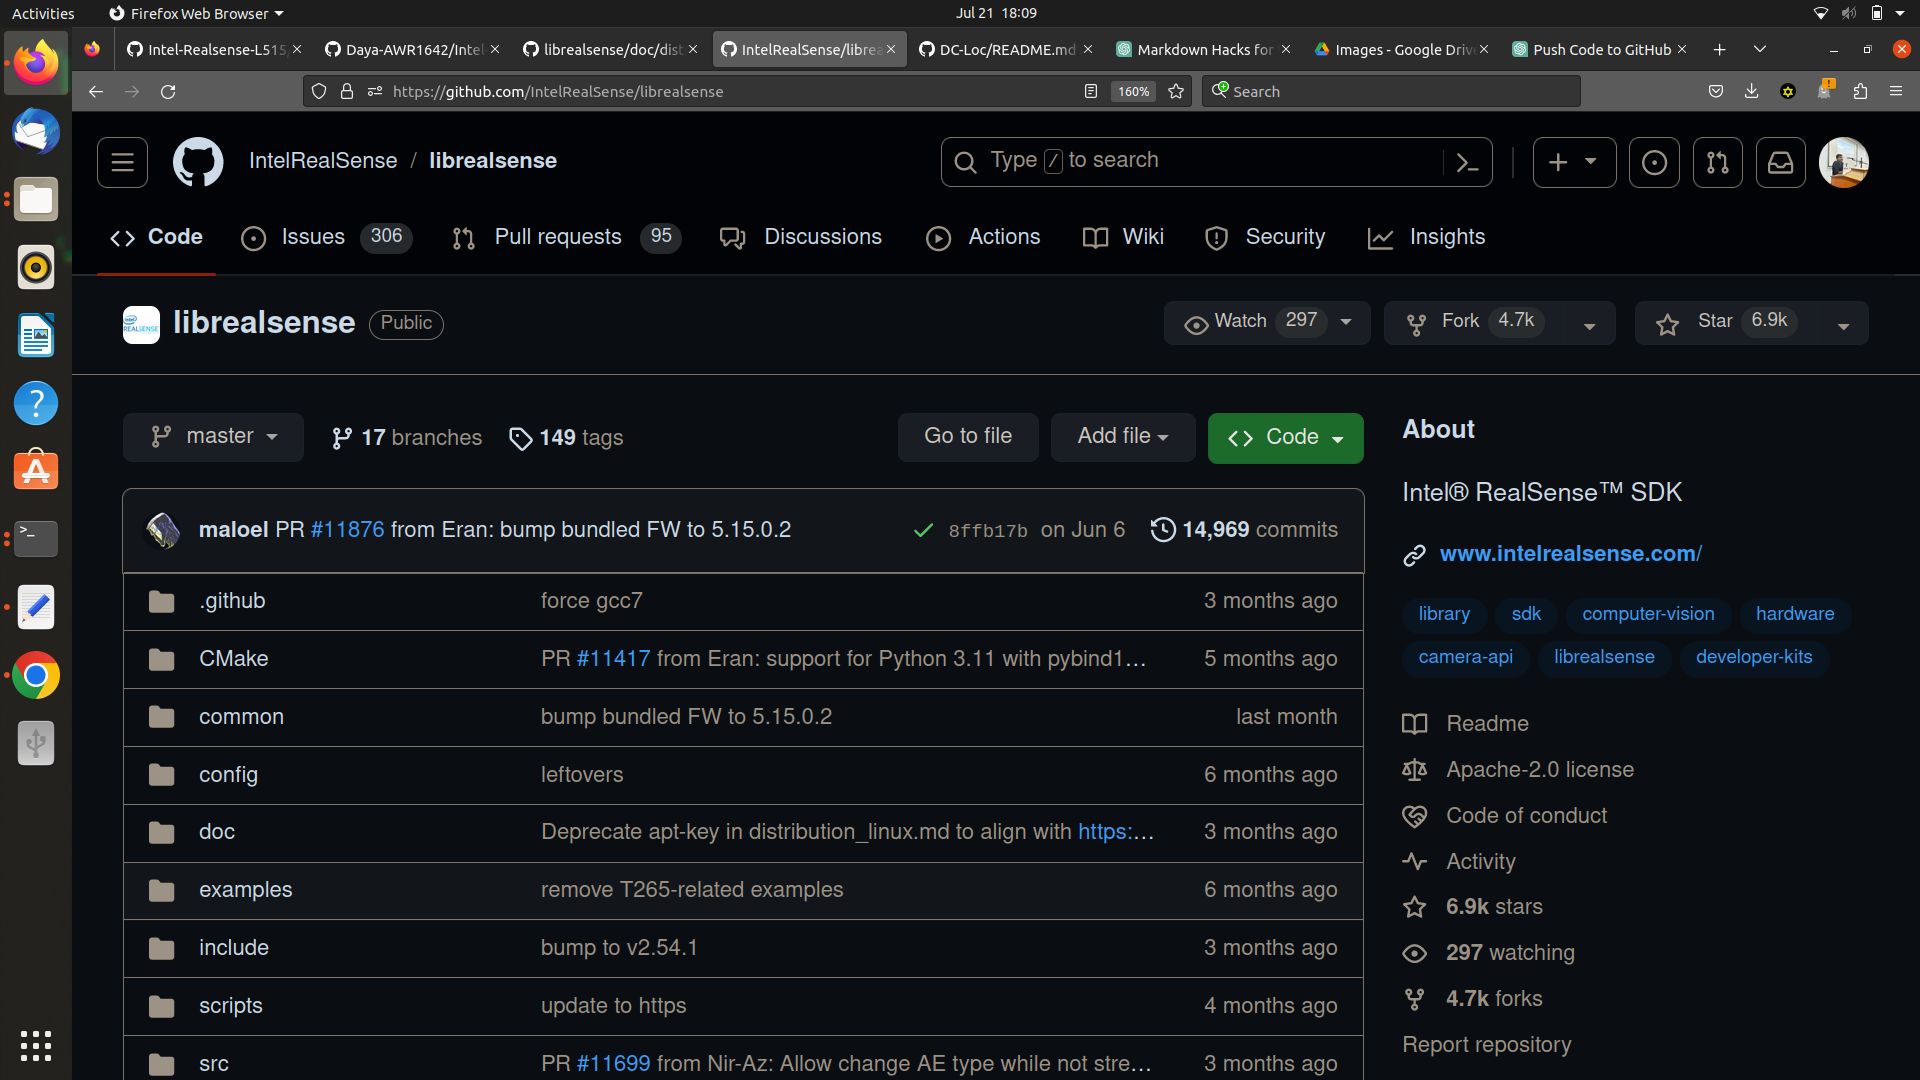 Activities
Firefox Web Browser
Jul 21 18:09
Intel-Realsense-L515/
Daya-AWR1642/Intel-
librealsense/doc/dist
IntelRealSense/librea
DC-Loc/README.md
Markdown Hacks for
Images - Google Drive
Push Code to GitHub
https://github.com/IntelRealSense/librealsense
160%
Search
IntelRealSense / librealsense
Type / to search
Code
Issues 306
Pull requests 95
Discussions
Actions
Wiki
Security
Insights
librealsense
Public
Watch 297
Fork 4.7k
Star 6.9k
master
17 branches
149 tags
Go to file
Add file
Code
maloel PR #11876 from Eran: bump bundled FW to 5.15.0.2
8ffb17b on Jun 6
14,969 commits
.github force gcc7 3 months ago
CMake PR #11417 from Eran: support for Python 3.11 with pybind1… 5 months ago
common bump bundled FW to 5.15.0.2 last month
config leftovers 6 months ago
doc Deprecate apt-key in distribution_linux.md to align with https:… 3 months ago
examples remove T265-related examples 6 months ago
include bump to v2.54.1 3 months ago
scripts update to https 4 months ago
src PR #11699 from Nir-Az: Allow change AE type while not stre… 3 months ago
About
Intel® RealSense™ SDK
www.intelrealsense.com/
library sdk computer-vision hardware
camera-api librealsense developer-kits
Readme
Apache-2.0 license
Code of conduct
Activity
6.9k stars
297 watching
4.7k forks
Report repository